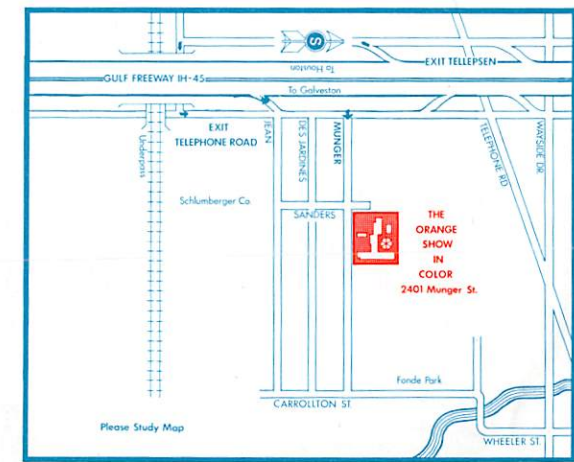 S
To Houston
EXIT TELLEPSEN
GULF FREEWAY IH-45
To Galveston
EXIT
TELEPHONE ROAD
Underpass
JEAN
DES JARDINES
MUNGER
TELEPHONE RD
WAYSIDE DR.
Schlumberger Co.
SANDERS
THE
ORANGE
SHOW
IN
COLOR
2401 Munger St.
Fonde Park
CARROLLTON ST.
Please Study Map
WHEELER ST.